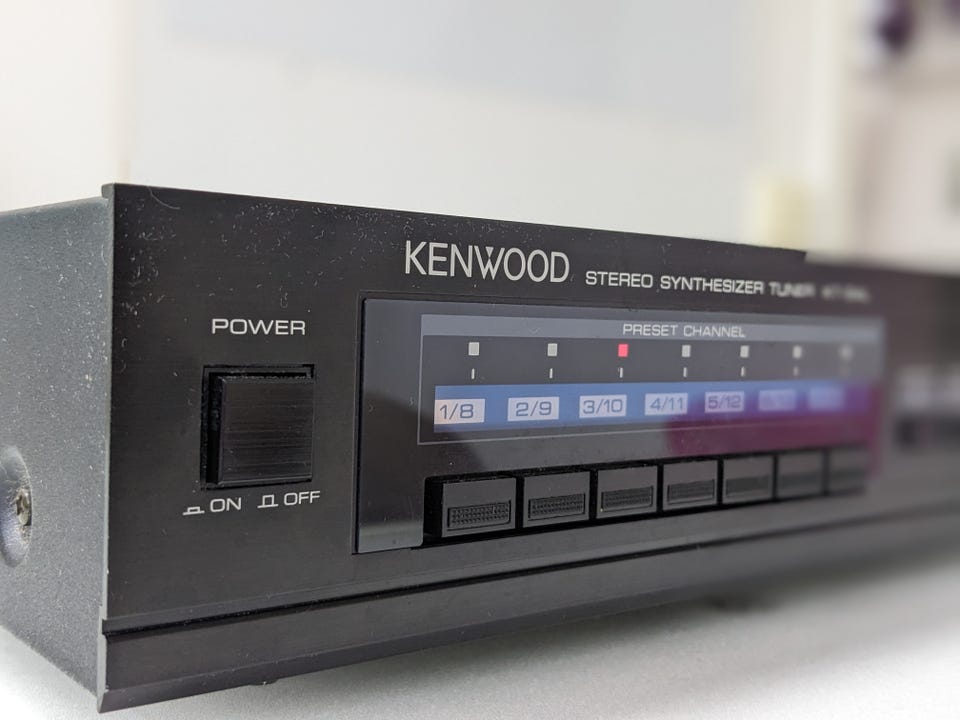 KENWOOD STEREO SYNTHESIZER TUNER
POWER
ON OFF
PRESET CHANNEL
1/8 2/9 3/10 4/11 5/12